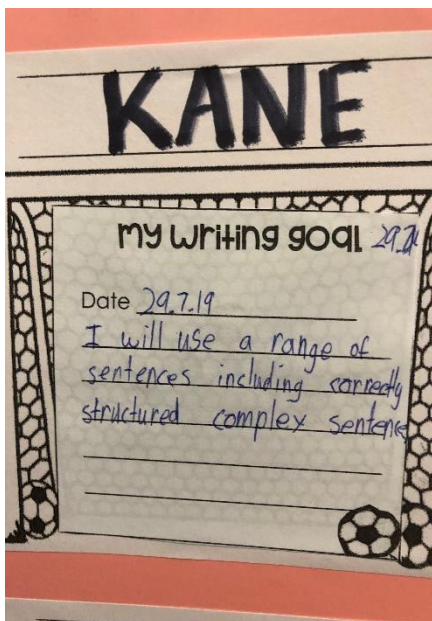 KANE
my writing goal 29.7
Date 29.7.19
I will use a range of
sentences including correctly
structured complex sentence